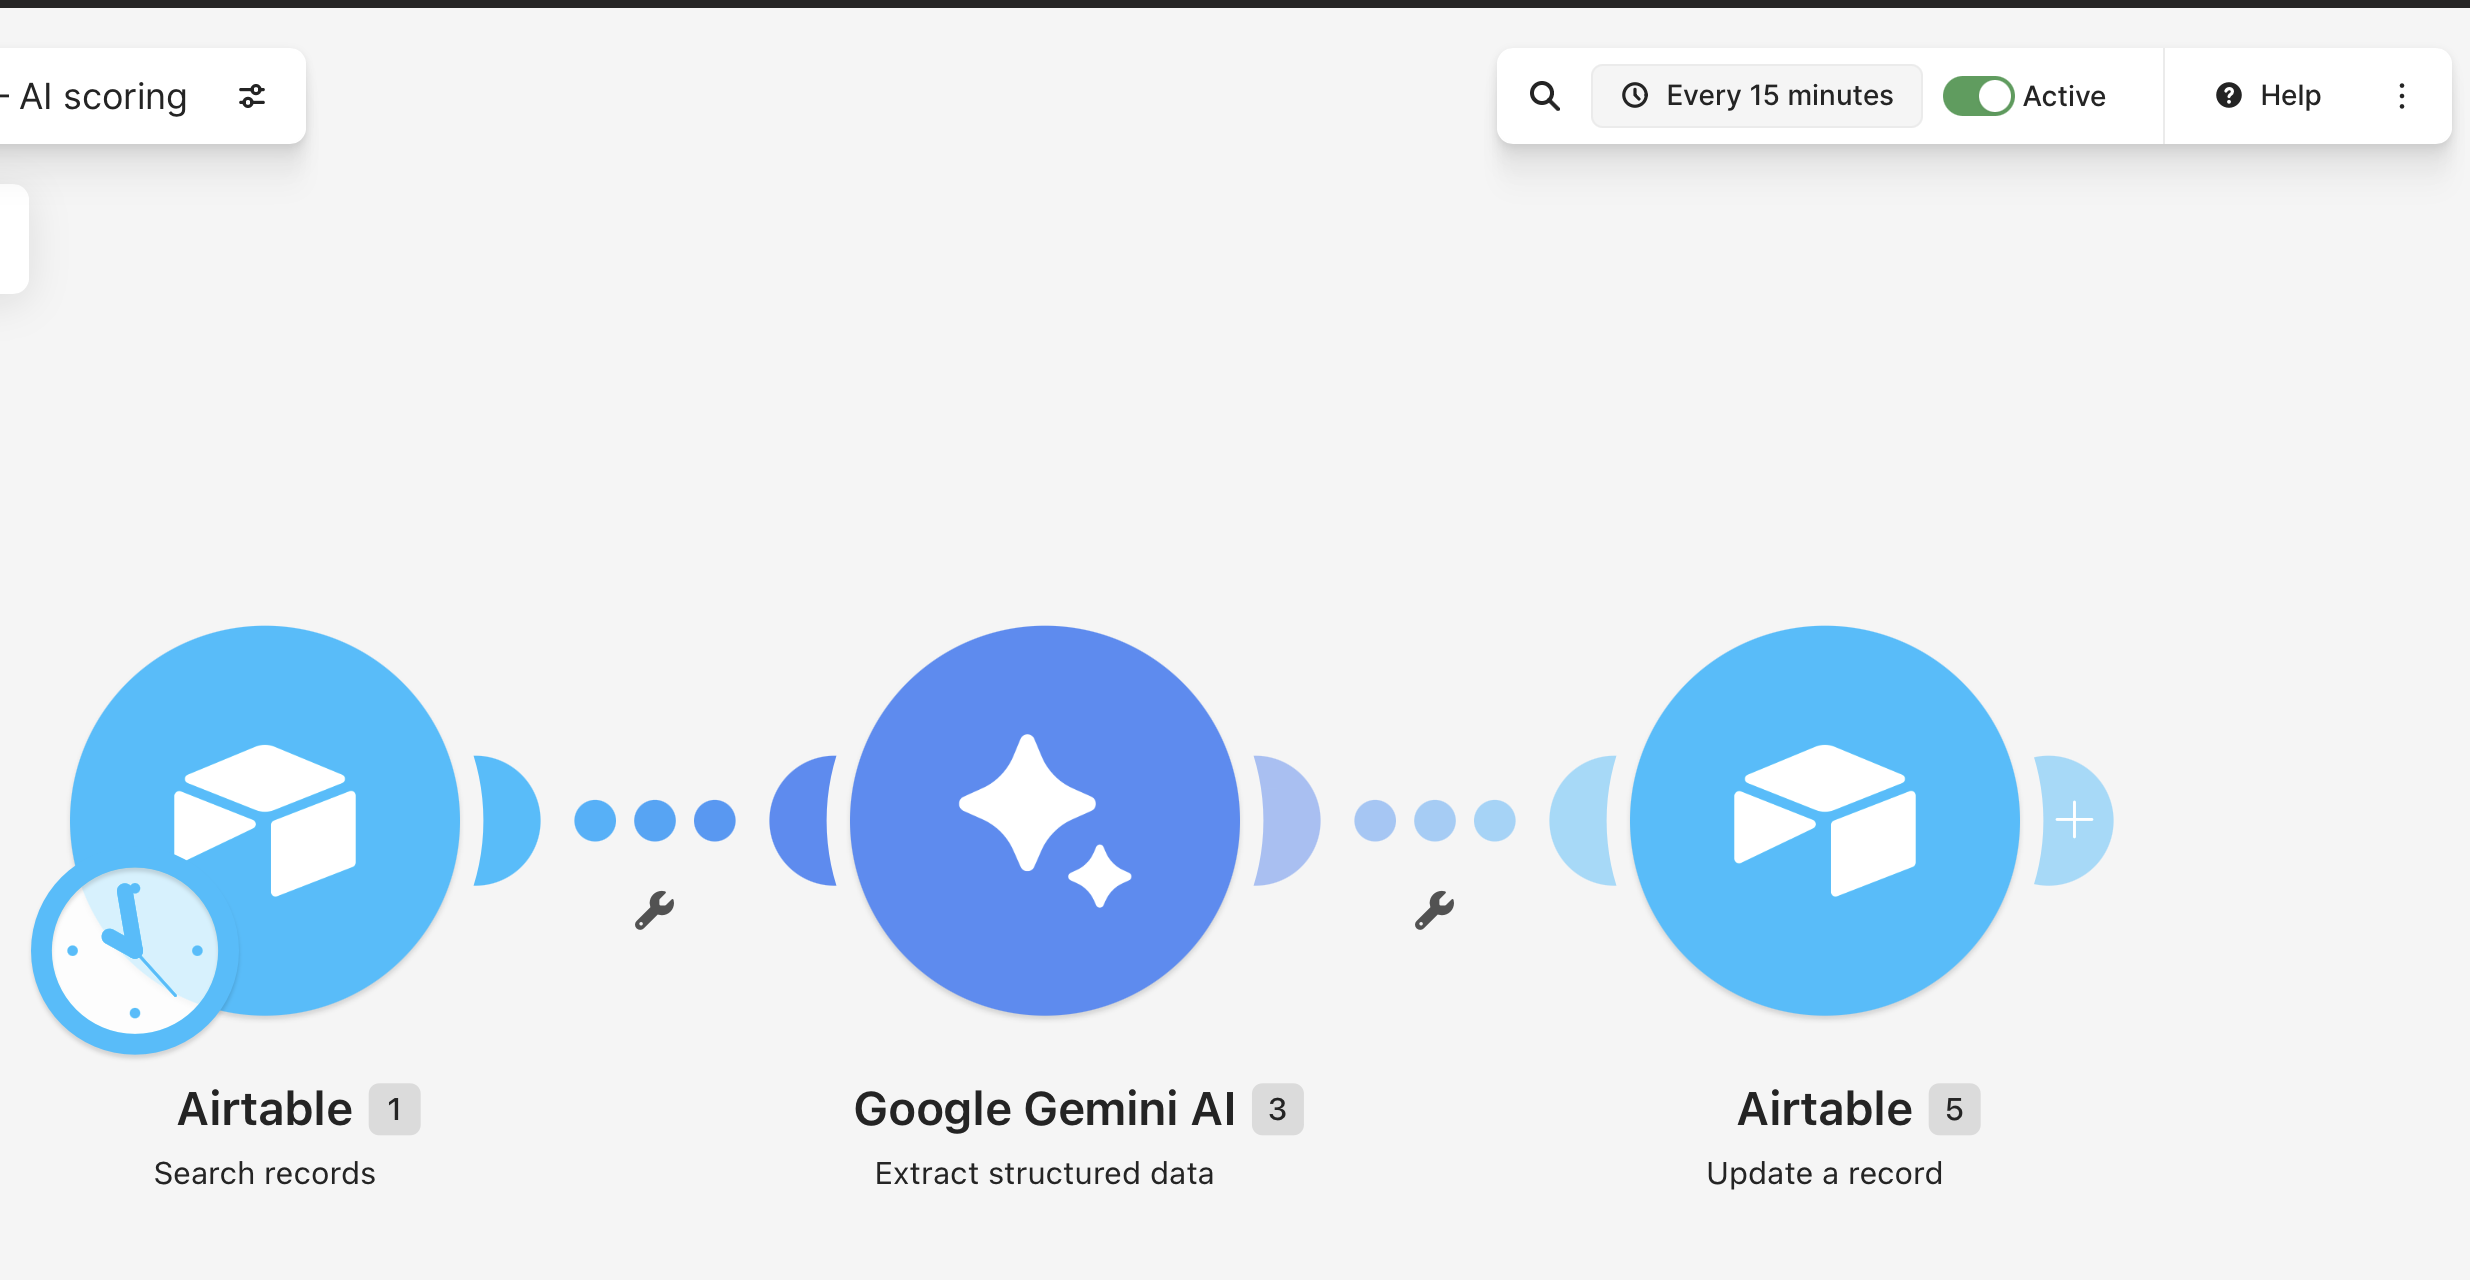 - AI scoring
Every 15 minutes
Active
Help
Airtable 1
Search records
Google Gemini AI 3
Extract structured data
Airtable 5
Update a record